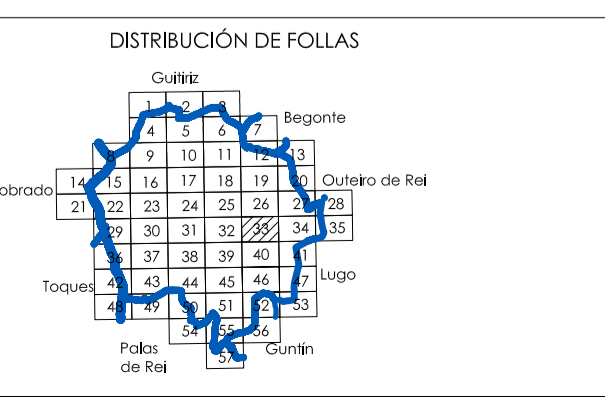 DISTRIBUCIÓN DE FOLLAS
Guitiriz
1 2 3
Begonte
4 5 6 7
8 9 10 11 12 13
obrado 14 15 16 17 18 19 20 Outeiro de Rei
21 22 23 24 25 26 27 28
29 30 31 32 33 34 35
36 37 38 39 40 41
Toques 42 43 44 45 46 47 Lugo
48 49 50 51 52 53
54 55 56
Palas
de Rei
57
Guntín